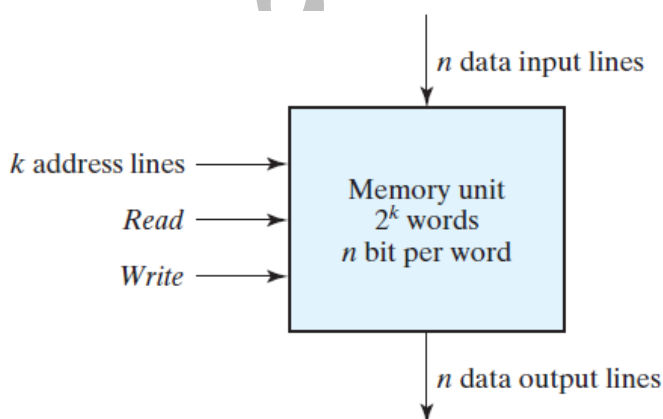 n data input lines
k address lines
Read
Write
Memory unit
2^k words
n bit per word
n data output lines